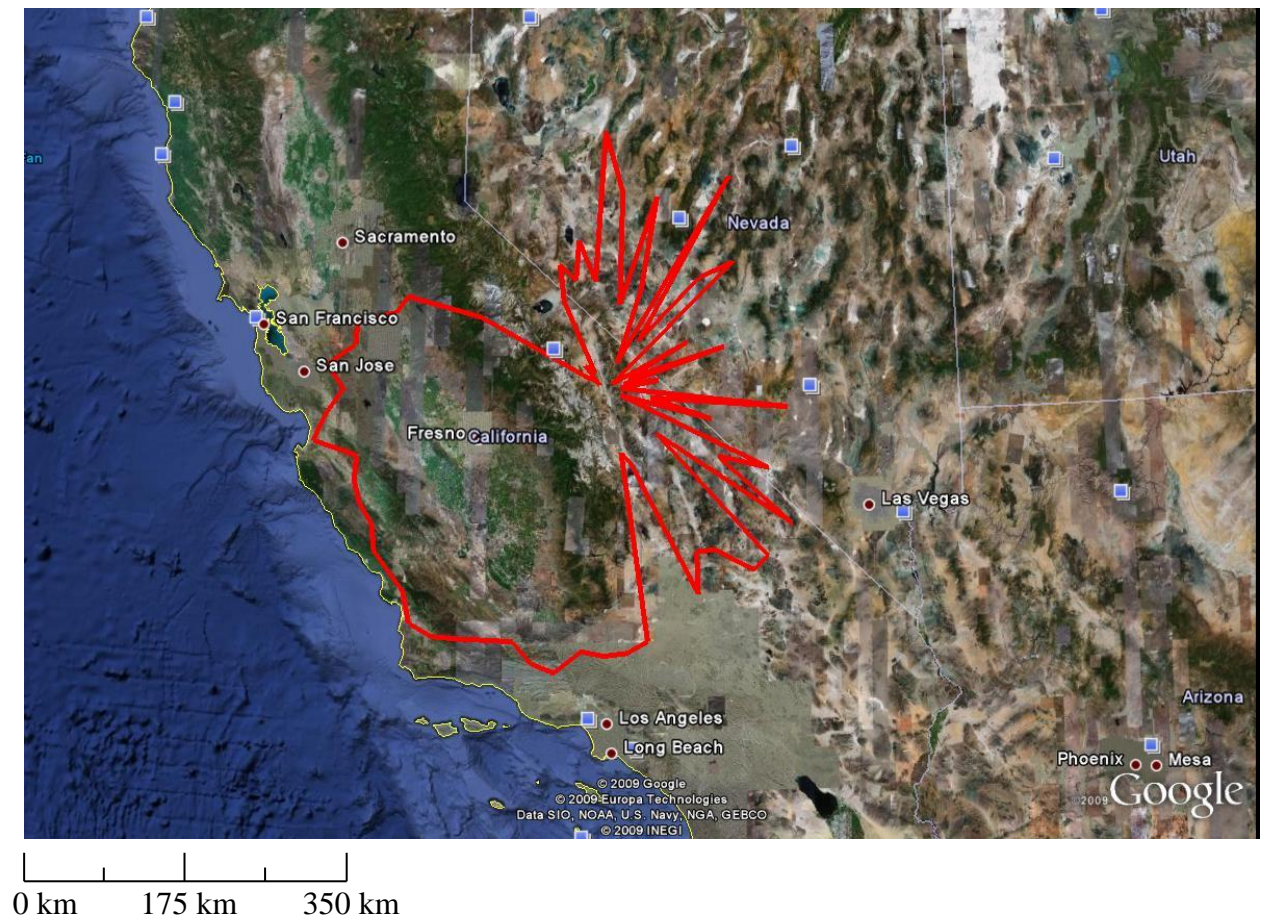 an
Utah
Nevada
Sacramento
San Francisco
San Jose
Fresno
California
Las Vegas
Arizona
Los Angeles
Long Beach
Phoenix
Mesa
© 2009 Google
© 2009 Europa Technologies
Data SIO, NOAA, U.S. Navy, NGA, GEBCO
© 2009 INEGI
©2009 Google
0 km 175 km 350 km